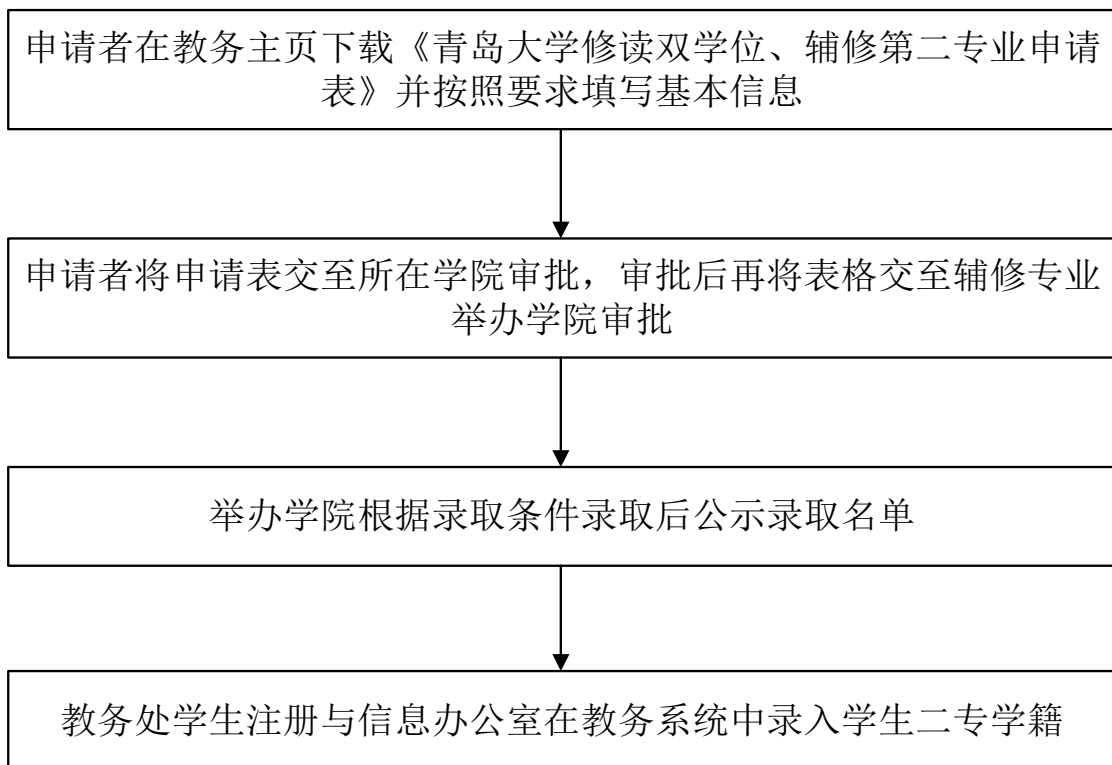 申请者在教务主页下载《青岛大学修读双学位、辅修第二专业申请
表》并按照要求填写基本信息
申请者将申请表交至所在学院审批，审批后再将表格交至辅修专业
举办学院审批
举办学院根据录取条件录取后公示录取名单
教务处学生注册与信息办公室在教务系统中录入学生二专学籍